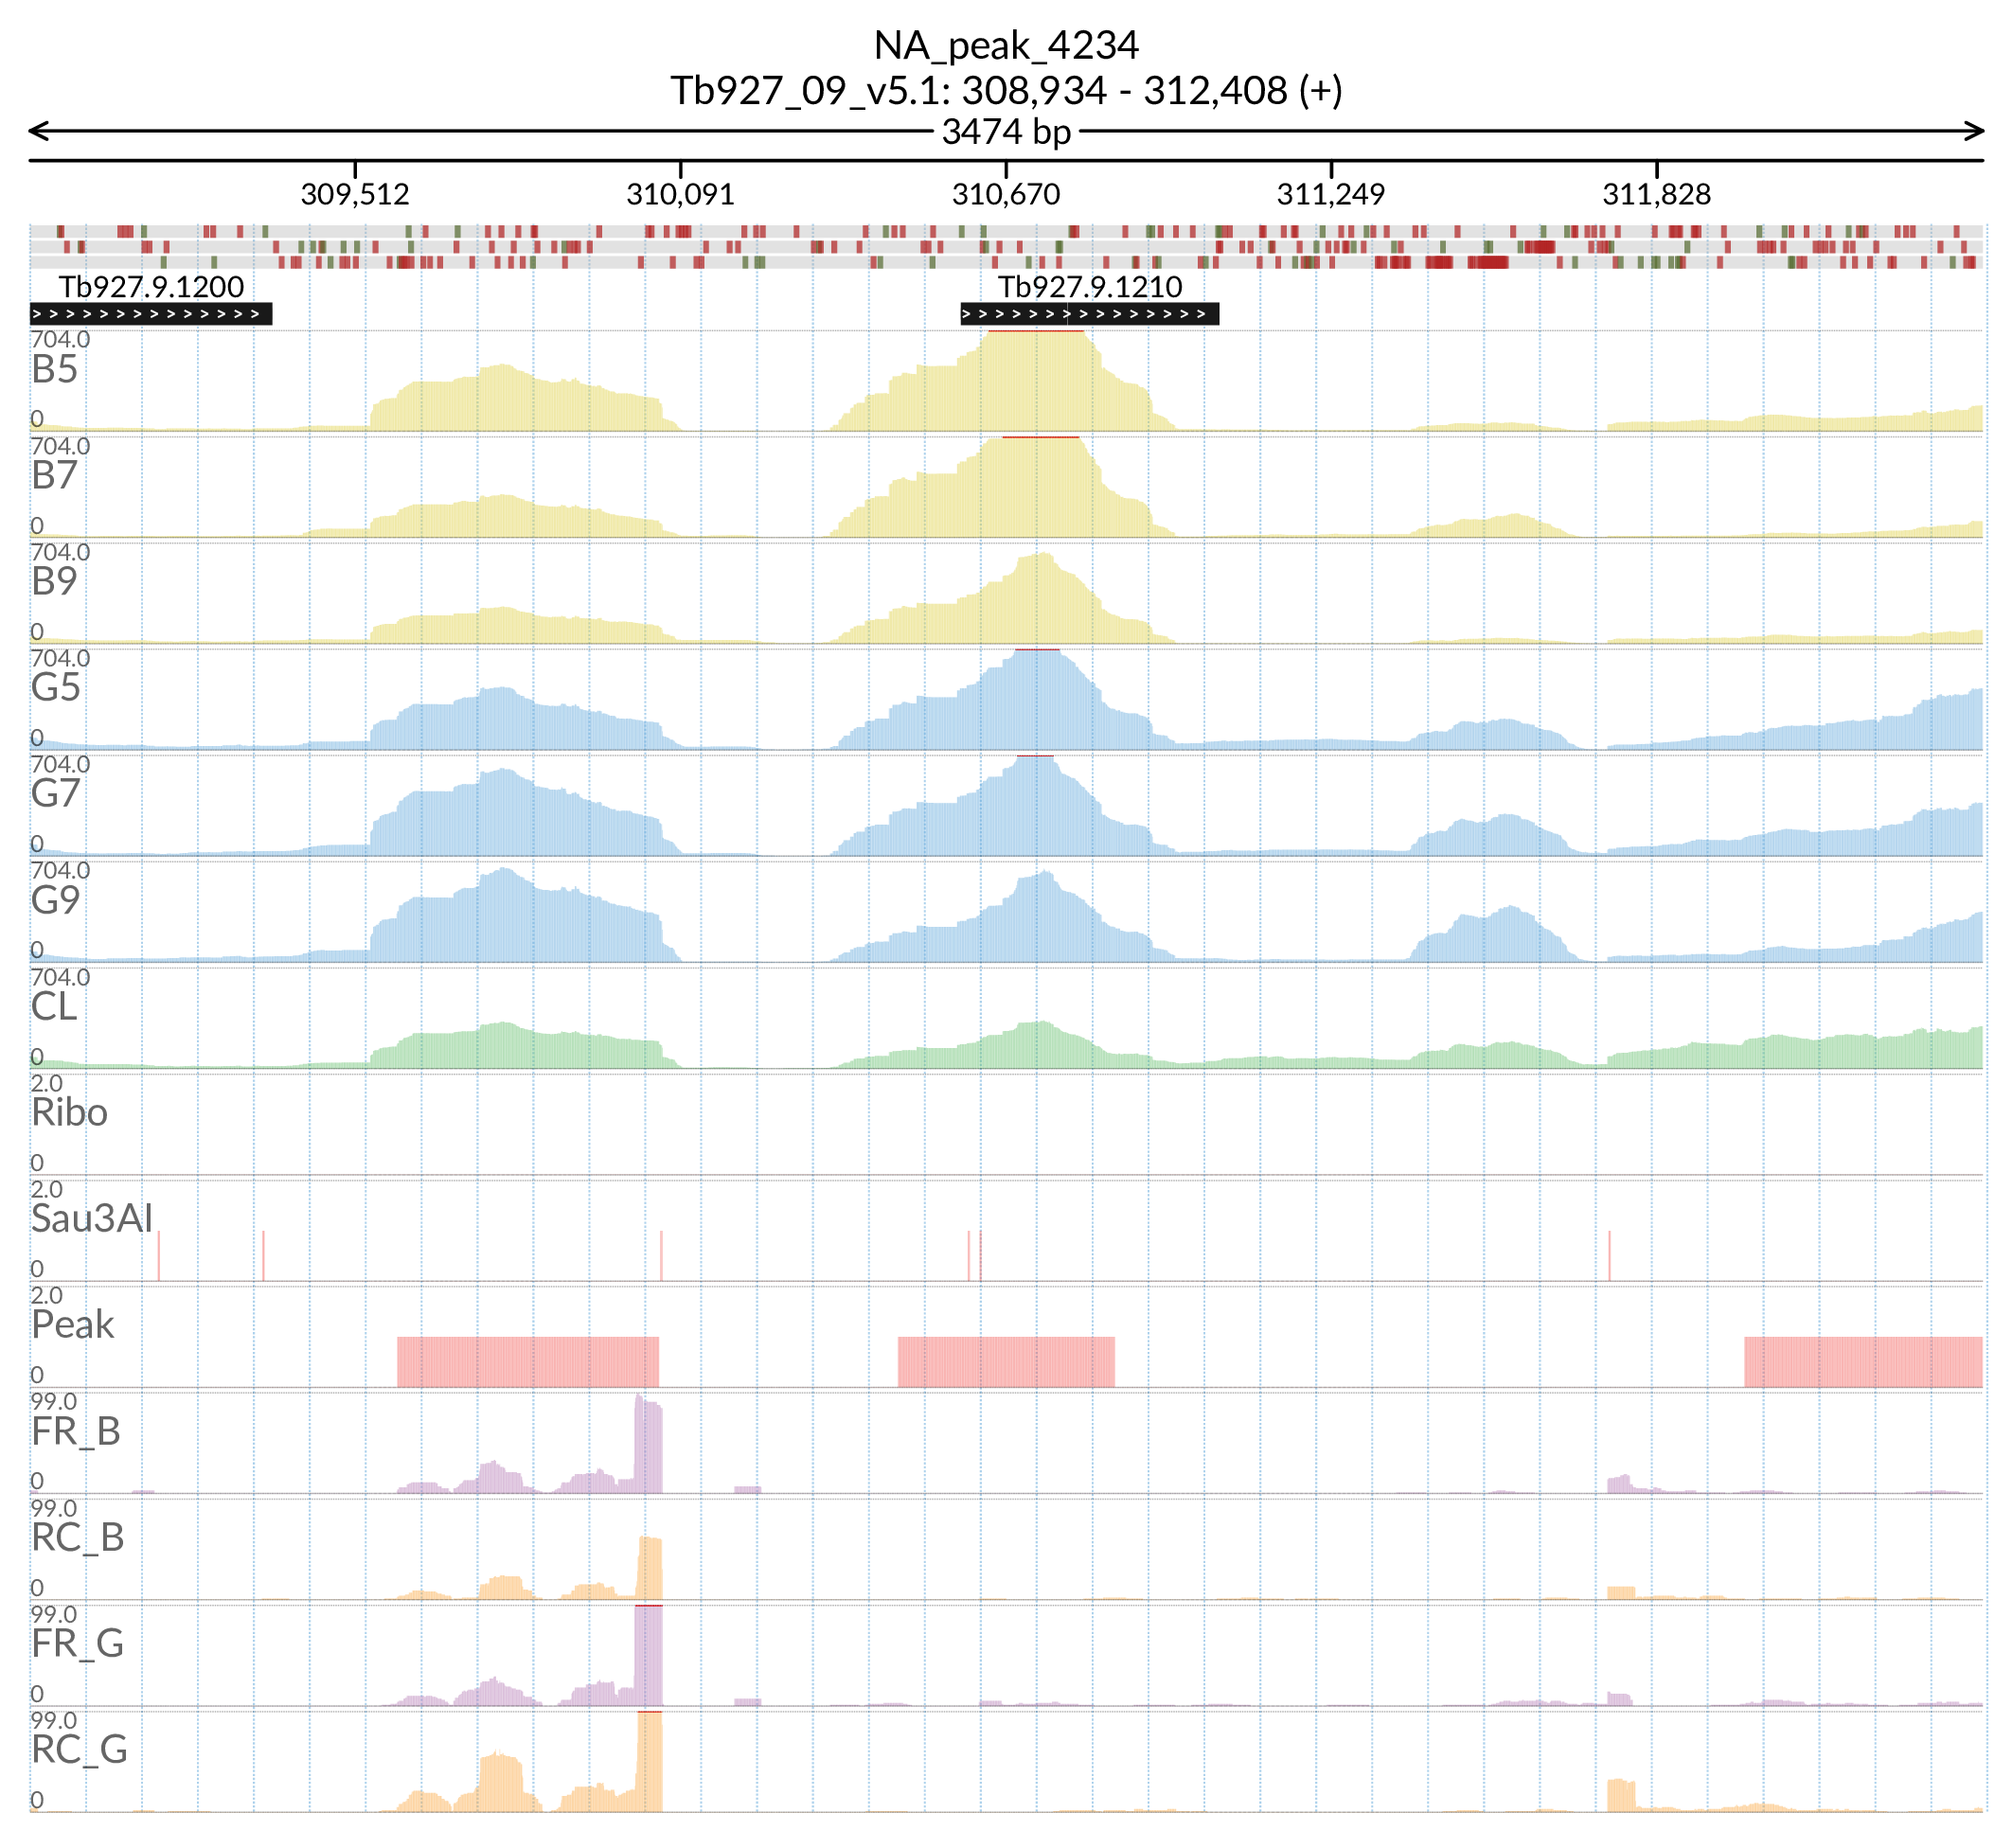 NA_peak_4234
Tb927_09_v5.1: 308,934 - 312,408 (+)
3474 bp
309,512 310,091 310,670 311,249 311,828
Tb927.9.1200 Tb927.9.1210
704.0
B5
0
704.0
B7
0
704.0
B9
0
704.0
G5
0
704.0
G7
0
704.0
G9
0
704.0
CL
0
2.0
Ribo
0
2.0
Sau3AI
0
2.0
Peak
0
99.0
FR_B
0
99.0
RC_B
0
99.0
FR_G
0
99.0
RC_G
0